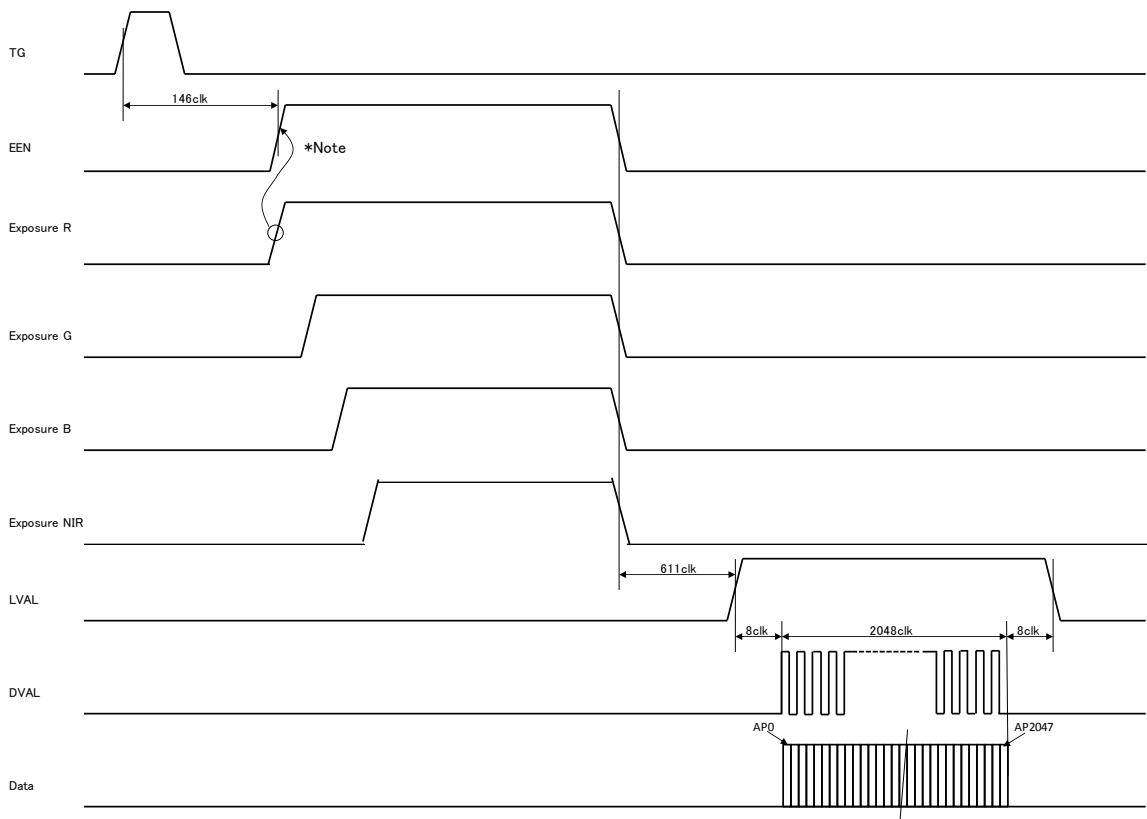 TG
146clk
EEN
*Note
Exposure R
Exposure G
Exposure B
Exposure NIR
611clk
LVAL
8clk
2048clk
8clk
DVAL
AP0
AP2047
Data